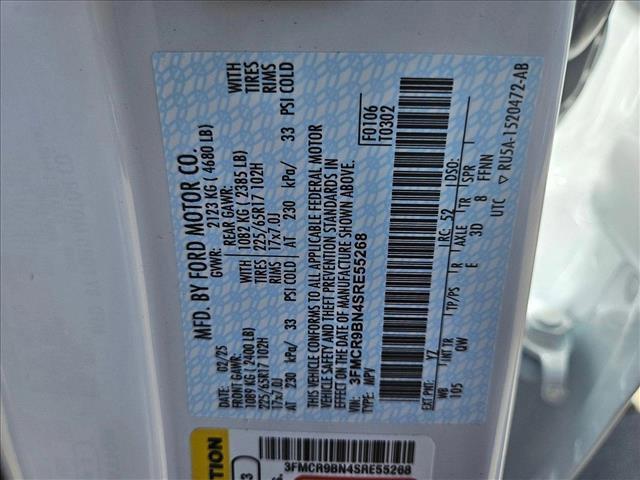 MFD. BY FORD MOTOR CO.
DATE: 02/25
GVWR: 2123 KG ( 4680 LB)
FRONT GAWR:
1089 KG ( 2400 LB)
225/65R17 102H
17x7.0J
AT 230 kPa/ 33 PSI COLD
REAR GAWR:
1082 KG ( 2385 LB)
225/65R17 102H
17x7.0J
AT 230 kPa/ 33 PSI COLD
WITH
TIRES
RIMS
THIS VEHICLE CONFORMS TO ALL APPLICABLE FEDERAL MOTOR
VEHICLE SAFETY AND THEFT PREVENTION STANDARDS IN
EFFECT ON THE DATE OF MANUFACTURE SHOWN ABOVE.
VIN: 3FMCR9BN4SRE55268
TYPE: MPV
F0106
T0302
EXT PNT: YZ
RC: 52
DSO:
WB
INT TR
TP/PS
R
AXLE
TR
SPR
105
QW
E
3D
8
FFNN
UTC
RU5A-1520472-AB
3FMCR9BN4SRE55268